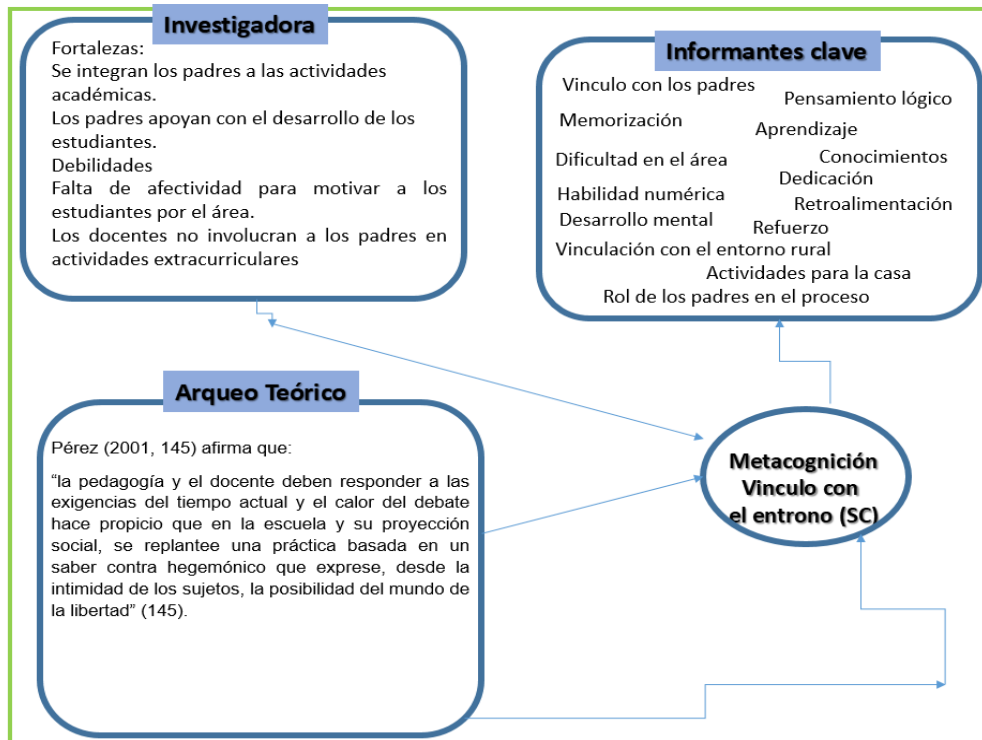 Investigadora
Fortalezas:
Se integran los padres a las actividades
académicas.
Los padres apoyan con el desarrollo de los
estudiantes.
Debilidades
Falta de afectividad para motivar a los
estudiantes por el área.
Los docentes no involucran a los padres en
actividades extracurriculares
Informantes clave
Vinculo con los padres
Pensamiento lógico
Memorización
Aprendizaje
Dificultad en el área
Conocimientos
Dedicación
Habilidad numérica
Retroalimentación
Desarrollo mental
Refuerzo
Vinculación con el entorno rural
Actividades para la casa
Rol de los padres en el proceso
Arqueo Teórico
Pérez (2001, 145) afirma que:
“la pedagogía y el docente deben responder a las
exigencias del tiempo actual y el calor del debate
hace propicio que en la escuela y su proyección
social, se replantee una práctica basada en un
saber contra hegemónico que exprese, desde la
intimidad de los sujetos, la posibilidad del mundo de
la libertad” (145).
Metacognición
Vinculo con
el entrono (SC)